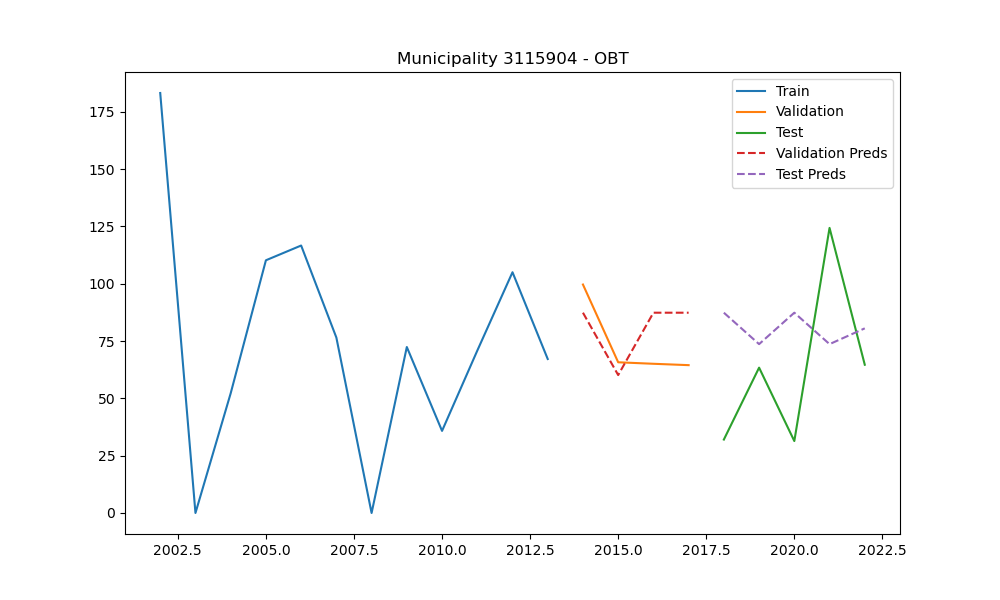 Municipality 3115904 - OBT
Train
Validation
Test
Validation Preds
Test Preds
175
150
125
100
75
50
25
0
2002.5 2005.0 2007.5 2010.0 2012.5 2015.0 2017.5 2020.0 2022.5